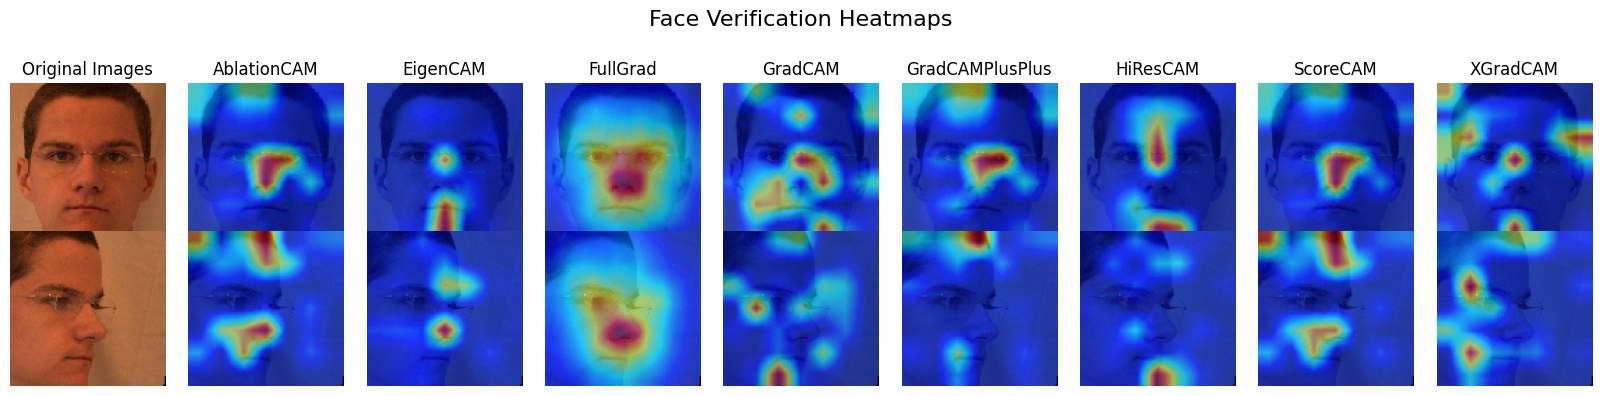 Face Verification Heatmaps
Original Images
AblationCAM
EigenCAM
FullGrad
GradCAM
GradCAMPlusPlus
HiResCAM
ScoreCAM
XGradCAM